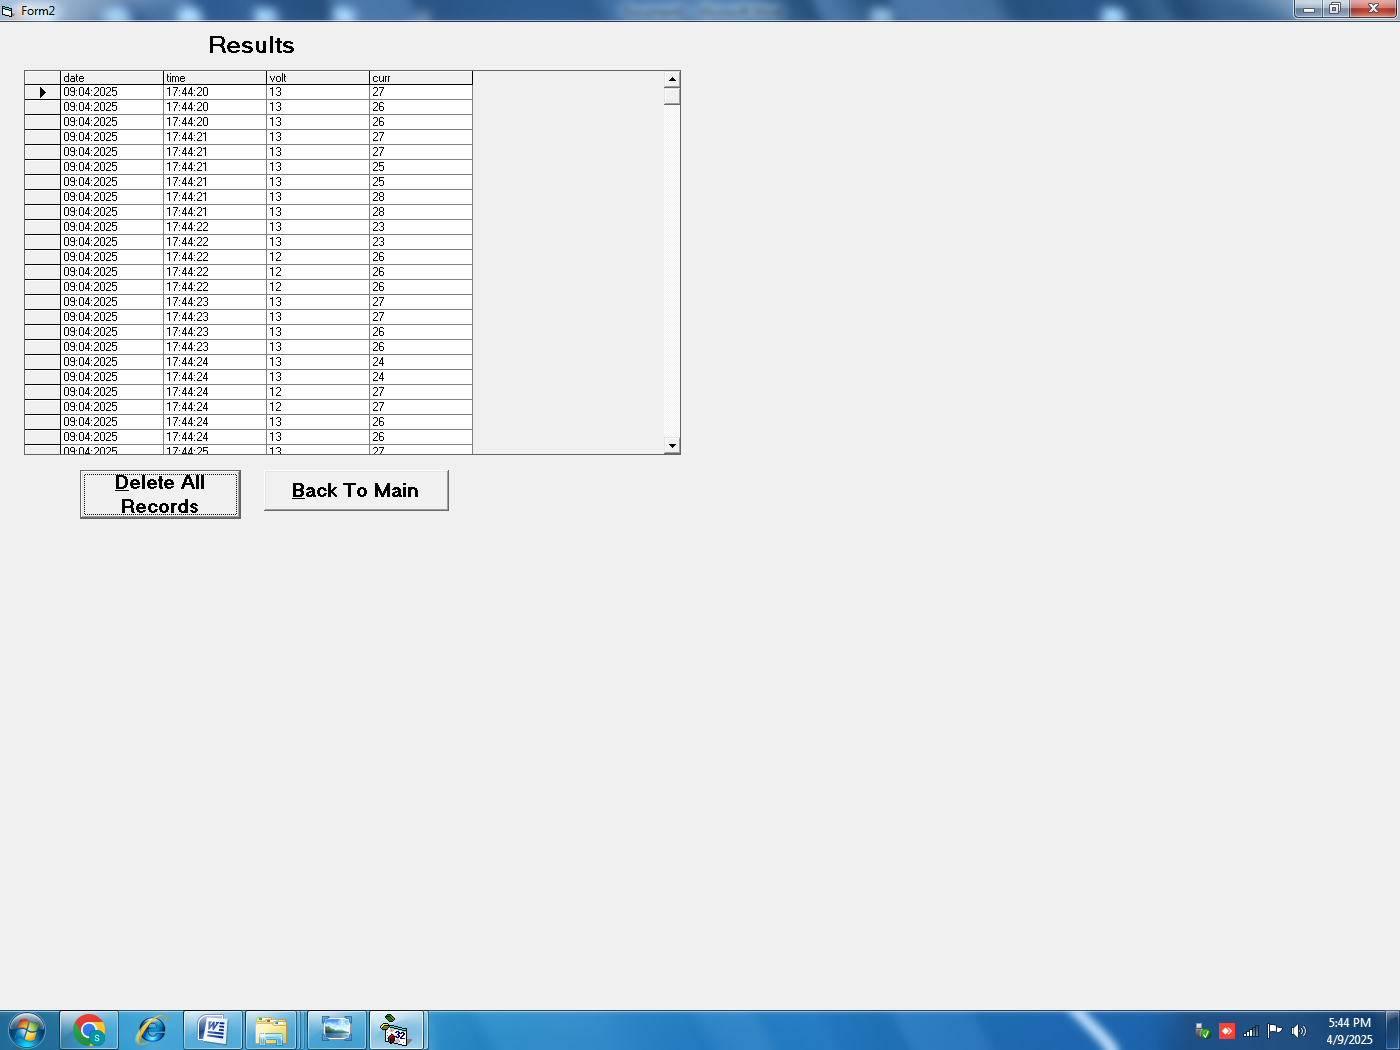 Form2
Results
date time volt curr
09:04:2025 17:44:20 13 27
09:04:2025 17:44:20 13 26
09:04:2025 17:44:20 13 26
09:04:2025 17:44:21 13 27
09:04:2025 17:44:21 13 27
09:04:2025 17:44:21 13 25
09:04:2025 17:44:21 13 25
09:04:2025 17:44:21 13 28
09:04:2025 17:44:21 13 28
09:04:2025 17:44:22 13 23
09:04:2025 17:44:22 13 23
09:04:2025 17:44:22 12 26
09:04:2025 17:44:22 12 26
09:04:2025 17:44:22 12 26
09:04:2025 17:44:23 13 27
09:04:2025 17:44:23 13 27
09:04:2025 17:44:23 13 26
09:04:2025 17:44:23 13 26
09:04:2025 17:44:24 13 24
09:04:2025 17:44:24 13 24
09:04:2025 17:44:24 12 27
09:04:2025 17:44:24 12 27
09:04:2025 17:44:24 13 26
09:04:2025 17:44:24 13 26
09:04:2025 17:44:25 13 27
Delete All
Records
Back To Main
5:44 PM
4/9/2025